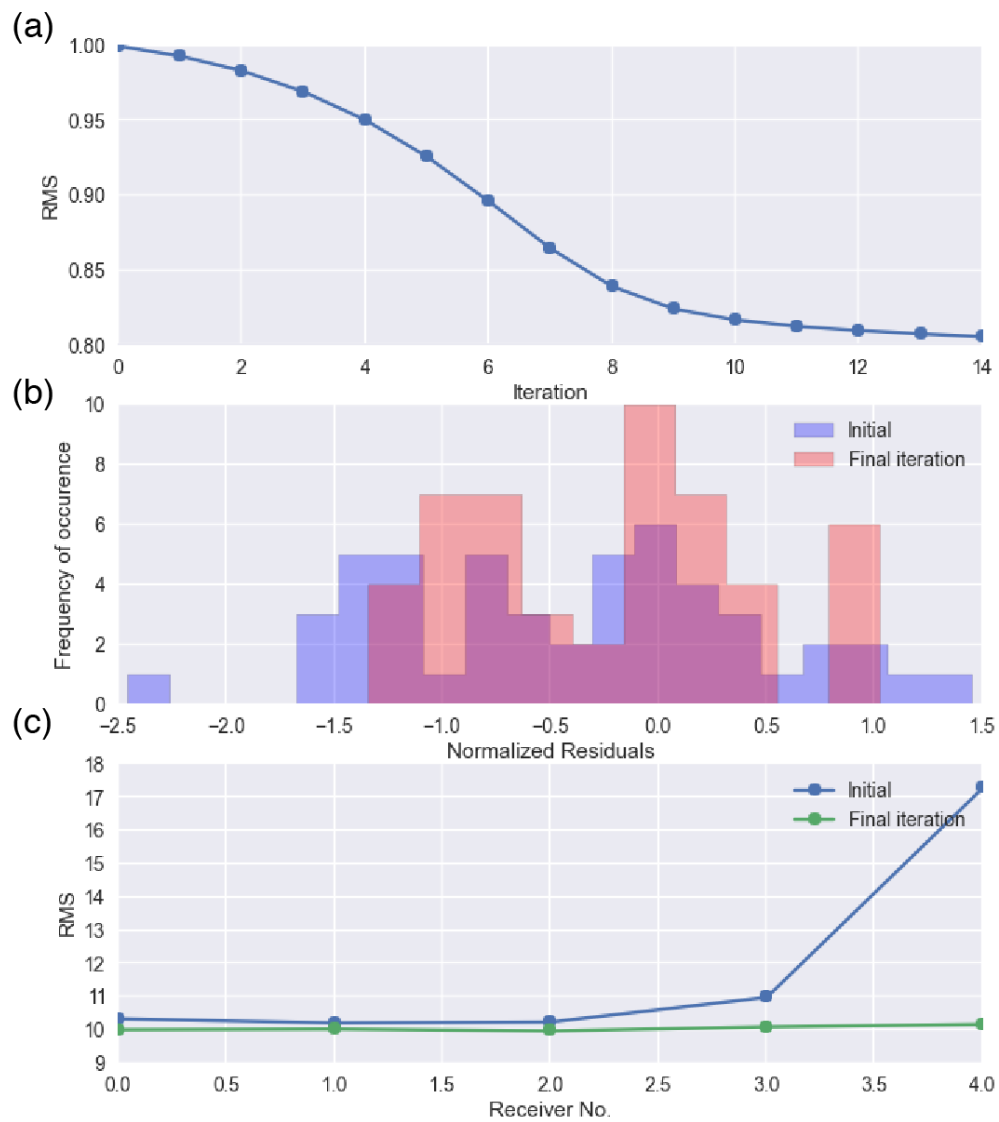 (a)
1.00
0.95
0.90
0.85
0.80
RMS
0 2 4 6 8 10 12 14
Iteration
(b)
10
8
6
4
2
0
Frequency of occurence
Initial
Final iteration
−2.5 −2.0 −1.5 −1.0 −0.5 0.0 0.5 1.0 1.5
Normalized Residuals
(c)
18
17
16
15
14
13
12
11
10
9
RMS
Initial
Final iteration
0.0 0.5 1.0 1.5 2.0 2.5 3.0 3.5 4.0
Receiver No.